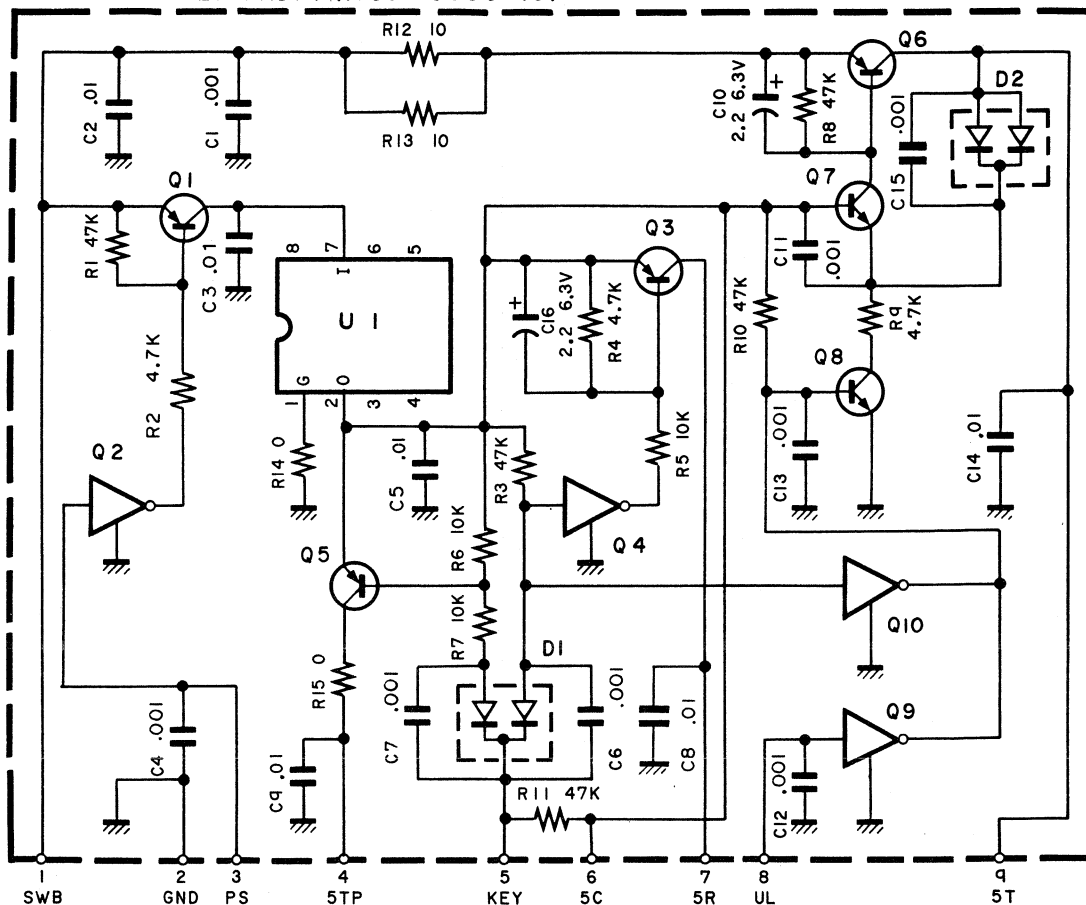 R12 10
R13 10
C2 .01
C1 .001
C10 2.2 6.3V
+
R8 47K
Q6
D2
C15 .001
Q1
Q7
R1 47K
C3 .01
8 7 6 5
I
U1
G O
1 2 3 4
Q3
+
C16 2.2 6.3V
R4 4.7K
C11 .001
R10 47K
R9 4.7K
Q8
R2 4.7K
R14 0
C5 .01
R3 47K
R5 10K
C13 .001
C14 .01
Q2
Q4
Q5
R6 10K
R7 10K
Q10
D1
R15 0
C7 .001
C6 .001
C8 .01
Q9
C4 .001
C9 .01
R11 47K
C12 .001
1 2 3 4 5 6 7 8 9
SWB GND PS 5TP KEY 5C 5R UL 5T